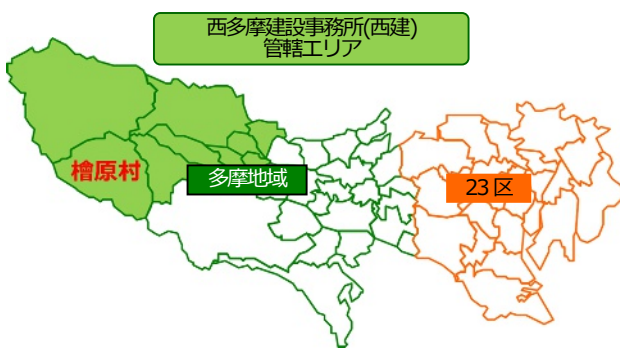 西多摩建設事務所(西建)
管轄エリア
檜原村
多摩地域
23区